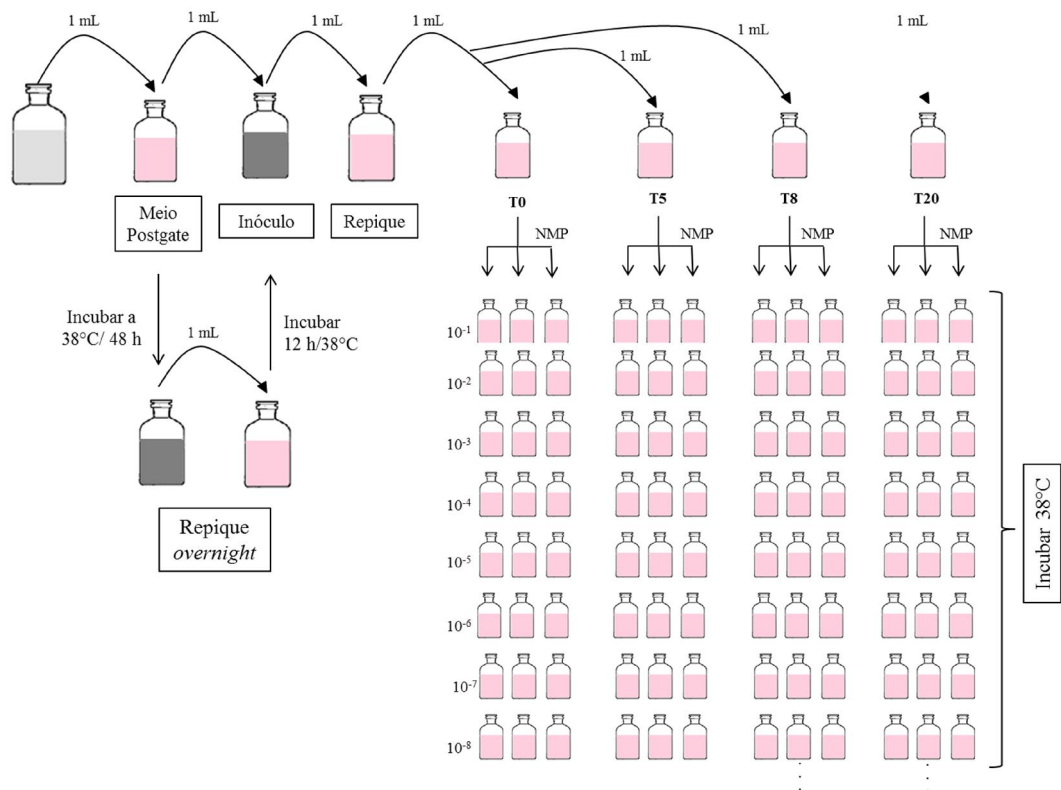 1 mL
1 mL
1 mL
1 mL
1 mL
1 mL
1 mL
Meio
Postgate
Inóculo
Repique
T0
T5
T8
T20
NMP
NMP
NMP
NMP
Incubar a
38°C/ 48 h
1 mL
Incubar
12 h/38°C
Repique
overnight
10-1
10-2
10-3
10-4
10-5
10-6
10-7
10-8
Incubar 38°C